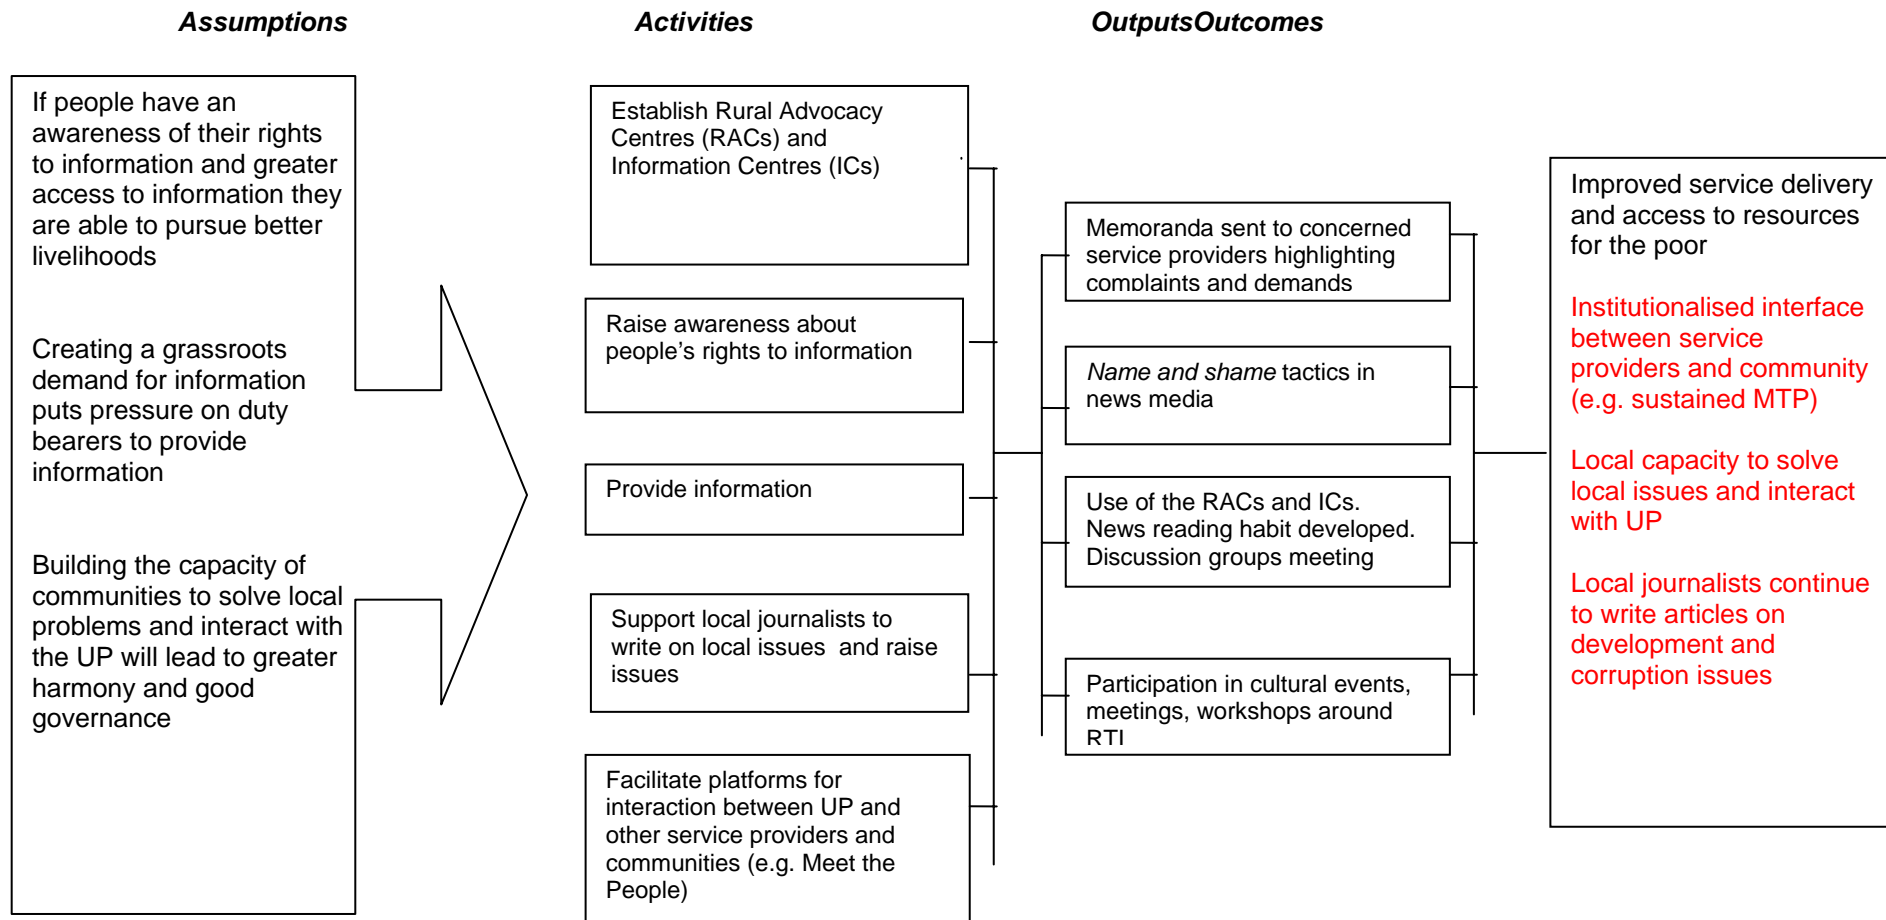 Assumptions
Activities
OutputsOutcomes
If people have an
awareness of their rights
to information and greater
access to information they
are able to pursue better
livelihoods
Creating a grassroots
demand for information
puts pressure on duty
bearers to provide
information
Building the capacity of
communities to solve local
problems and interact with
the UP will lead to greater
harmony and good
governance
Establish Rural Advocacy
Centres (RACs) and
Information Centres (ICs)
Raise awareness about
people’s rights to information
Provide information
Support local journalists to
write on local issues  and raise
issues
Facilitate platforms for
interaction between UP and
other service providers and
communities (e.g. Meet the
People)
Memoranda sent to concerned
service providers highlighting
complaints and demands
Name and shame tactics in
news media
Use of the RACs and ICs.
News reading habit developed.
Discussion groups meeting
Participation in cultural events,
meetings, workshops around
RTI
Improved service delivery
and access to resources
for the poor
Institutionalised interface
between service
providers and community
(e.g. sustained MTP)
Local capacity to solve
local issues and interact
with UP
Local journalists continue
to write articles on
development and
corruption issues